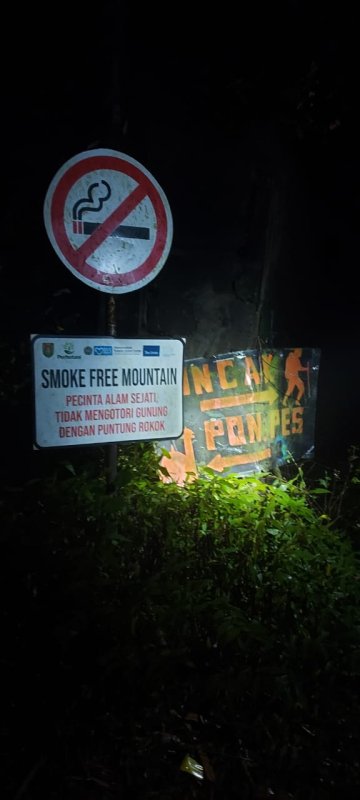 SMOKE FREE MOUNTAIN
PECINTA ALAM SEJATI,
TIDAK MENGOTORI GUNUNG
DENGAN PUNTUNG ROKOK
PONPES